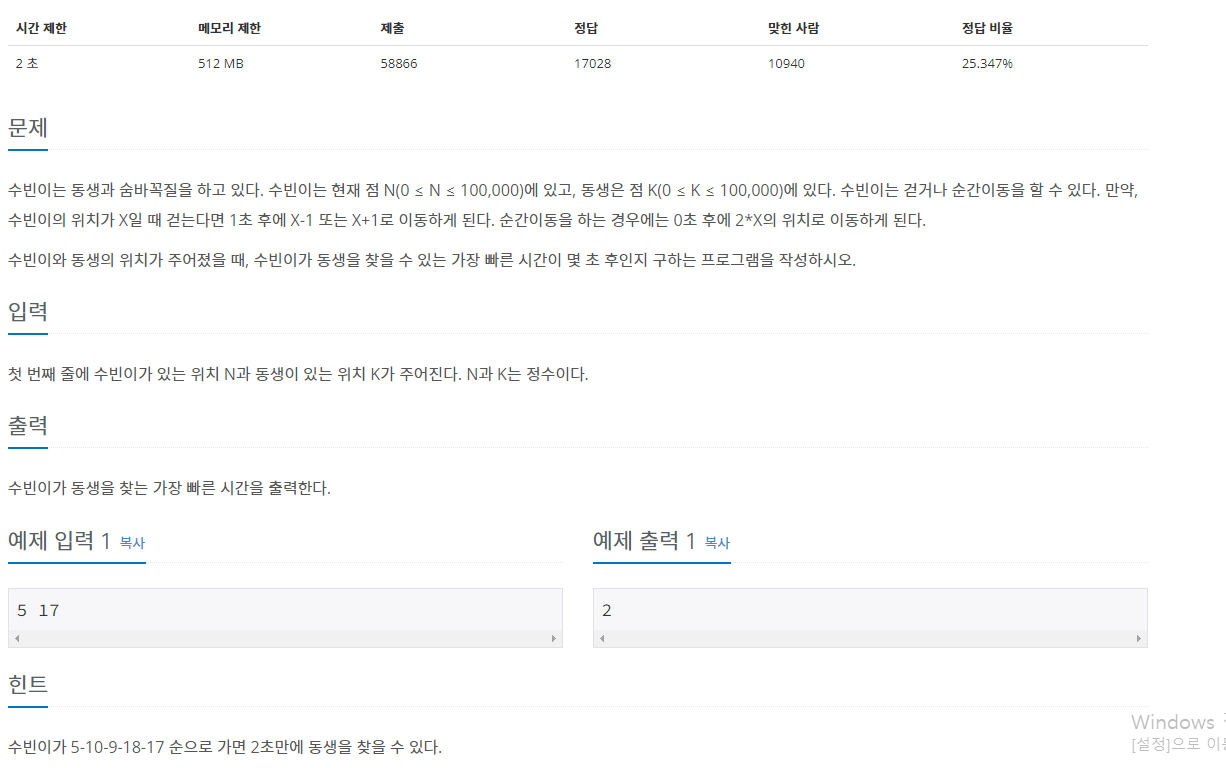 시간 제한 메모리 제한 제출 정답 맞힌 사람 정답 비율
2 초 512 MB 58866 17028 10940 25.347%
문제
수빈이는 동생과 숨바꼭질을 하고 있다. 수빈이는 현재 점 N(0 ≤ N ≤ 100,000)에 있고, 동생은 점 K(0 ≤ K ≤ 100,000)에 있다. 수빈이는 걷거나 순간이동을 할 수 있다. 만약,
수빈이의 위치가 X일 때 걷는다면 1초 후에 X-1 또는 X+1로 이동하게 된다. 순간이동을 하는 경우에는 0초 후에 2*X의 위치로 이동하게 된다.
수빈이와 동생의 위치가 주어졌을 때, 수빈이가 동생을 찾을 수 있는 가장 빠른 시간이 몇 초 후인지 구하는 프로그램을 작성하시오.
입력
첫 번째 줄에 수빈이가 있는 위치 N과 동생이 있는 위치 K가 주어진다. N과 K는 정수이다.
출력
수빈이가 동생을 찾는 가장 빠른 시간을 출력한다.
예제 입력 1 복사
5 17
예제 출력 1 복사
2
힌트
수빈이가 5-10-9-18-17 순으로 가면 2초만에 동생을 찾을 수 있다.
Windows
[설정]으로